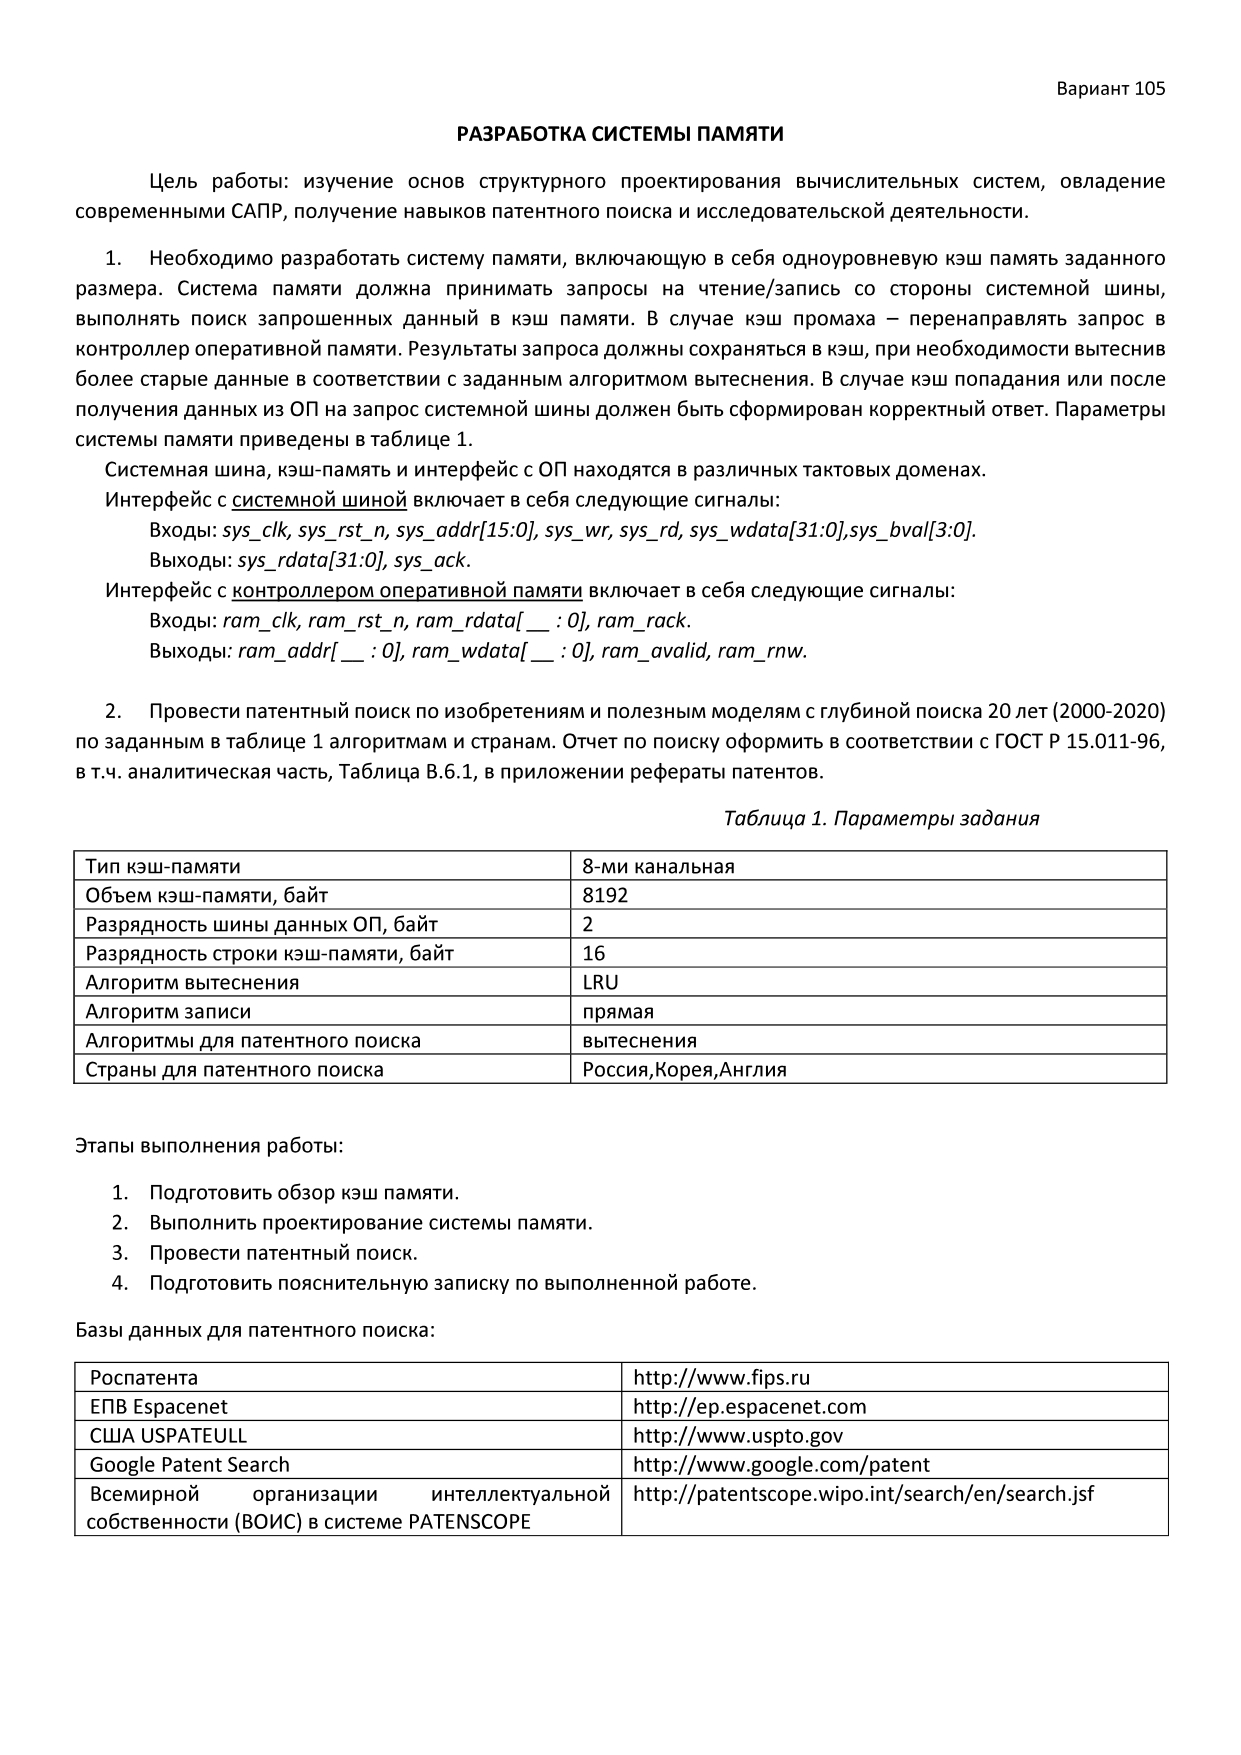 Вариант 105
РАЗРАБОТКА СИСТЕМЫ ПАМЯТИ
Цель работы: изучение основ структурного проектирования вычислительных систем, овладение
современными САПР, получение навыков патентного поиска и исследовательской деятельности.
1. Необходимо разработать систему памяти, включающую в себя одноуровневую кэш память заданного
размера. Система памяти должна принимать запросы на чтение/запись со стороны системной шины,
выполнять поиск запрошенных данный в кэш памяти. В случае кэш промаха – перенаправлять запрос в
контроллер оперативной памяти. Результаты запроса должны сохраняться в кэш, при необходимости вытеснив
более старые данные в соответствии с заданным алгоритмом вытеснения. В случае кэш попадания или после
получения данных из ОП на запрос системной шины должен быть сформирован корректный ответ. Параметры
системы памяти приведены в таблице 1.
Системная шина, кэш-память и интерфейс с ОП находятся в различных тактовых доменах.
Интерфейс с системной шиной включает в себя следующие сигналы:
Входы: sys_clk, sys_rst_n, sys_addr[15:0], sys_wr, sys_rd, sys_wdata[31:0],sys_bval[3:0].
Выходы: sys_rdata[31:0], sys_ack.
Интерфейс с контроллером оперативной памяти включает в себя следующие сигналы:
Входы: ram_clk, ram_rst_n, ram_rdata[ __ : 0], ram_rack.
Выходы: ram_addr[ __ : 0], ram_wdata[ __ : 0], ram_avalid, ram_rnw.
2. Провести патентный поиск по изобретениям и полезным моделям с глубиной поиска 20 лет (2000-2020)
по заданным в таблице 1 алгоритмам и странам. Отчет по поиску оформить в соответствии с ГОСТ Р 15.011-96,
в т.ч. аналитическая часть, Таблица В.6.1, в приложении рефераты патентов.
Таблица 1. Параметры задания
Тип кэш-памяти 8-ми канальная
Объем кэш-памяти, байт 8192
Разрядность шины данных ОП, байт 2
Разрядность строки кэш-памяти, байт 16
Алгоритм вытеснения LRU
Алгоритм записи прямая
Алгоритмы для патентного поиска вытеснения
Страны для патентного поиска Россия,Корея,Англия
Этапы выполнения работы:
1. Подготовить обзор кэш памяти.
2. Выполнить проектирование системы памяти.
3. Провести патентный поиск.
4. Подготовить пояснительную записку по выполненной работе.
Базы данных для патентного поиска:
Роспатента http://www.fips.ru
ЕПВ Espacenet http://ep.espacenet.com
США USPATEULL http://www.uspto.gov
Google Patent Search http://www.google.com/patent
Всемирной организации интеллектуальной http://patentscope.wipo.int/search/en/search.jsf
собственности (ВОИС) в системе PATENSCOPE